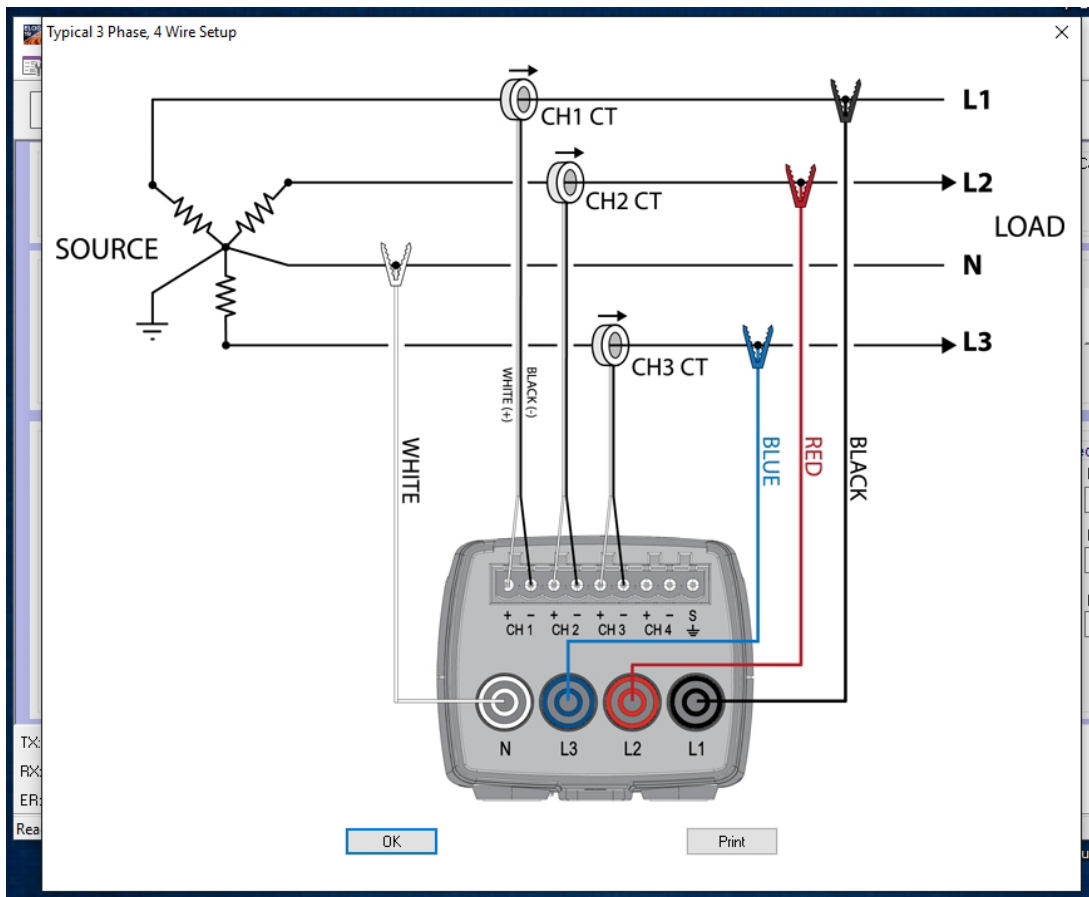 Typical 3 Phase, 4 Wire Setup
L1
CH1 CT
L2
CH2 CT
LOAD
SOURCE
N
L3
CH3 CT
WHITE (+)
BLACK (-)
WHITE
BLUE
RED
BLACK
+ - + - + - + - S
CH 1 CH 2 CH 3 CH 4
N L3 L2 L1
TX:
RX:
ER:
Rea
OK Print